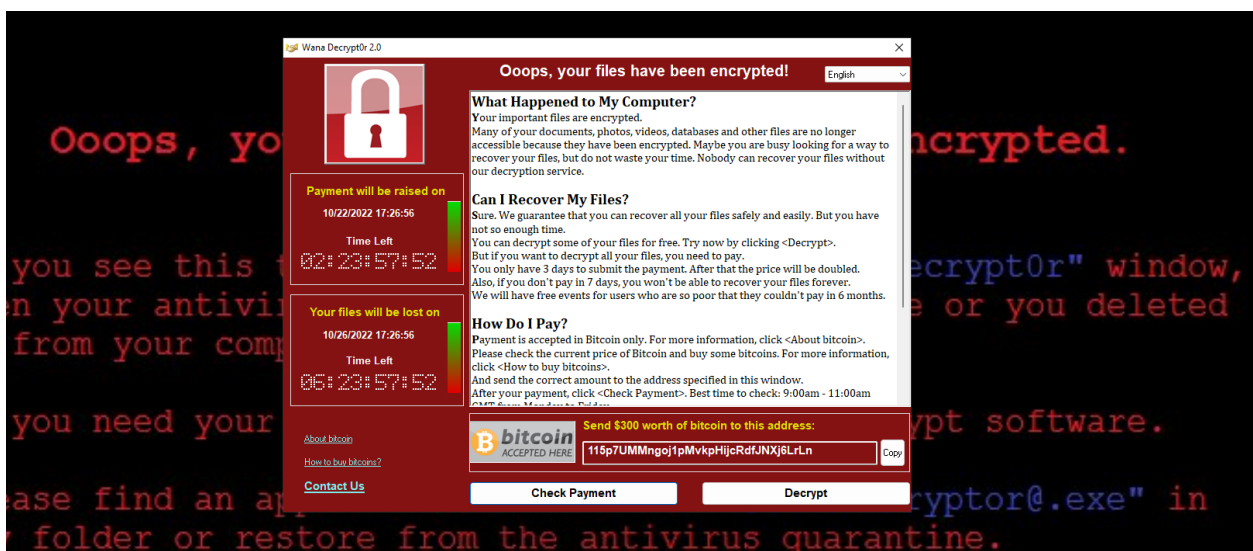 Wana Decrypt0r 2.0
Ooops, your files have been encrypted!
English
What Happened to My Computer?
Your important files are encrypted.
Many of your documents, photos, videos, databases and other files are no longer
accessible because they have been encrypted. Maybe you are busy looking for a way to
recover your files, but do not waste your time. Nobody can recover your files without
our decryption service.
Can I Recover My Files?
Sure. We guarantee that you can recover all your files safely and easily. But you have
not so enough time.
You can decrypt some of your files for free. Try now by clicking <Decrypt>.
But if you want to decrypt all your files, you need to pay.
You only have 3 days to submit the payment. After that the price will be doubled.
Also, if you don't pay in 7 days, you won't be able to recover your files forever.
We will have free events for users who are so poor that they couldn't pay in 6 months.
How Do I Pay?
Payment is accepted in Bitcoin only. For more information, click <About bitcoin>.
Please check the current price of Bitcoin and buy some bitcoins. For more information,
click <How to buy bitcoins>.
And send the correct amount to the address specified in this window.
After your payment, click <Check Payment>. Best time to check: 9:00am - 11:00am
GMT from Monday to Friday
Payment will be raised on
10/22/2022 17:26:56
Time Left
02:23:57:52
Your files will be lost on
10/26/2022 17:26:56
Time Left
06:23:57:52
About bitcoin
How to buy bitcoins?
Contact Us
bitcoin
ACCEPTED HERE
Send $300 worth of bitcoin to this address:
115p7UMMngoj1pMvkpHijcRdfJNXj6LrLn
Copy
Check Payment
Decrypt
Ooops,
you see this
window,
your
or you deleted
from your
you need your
software.
find an
in
folder or restore from the antivirus quarantine.